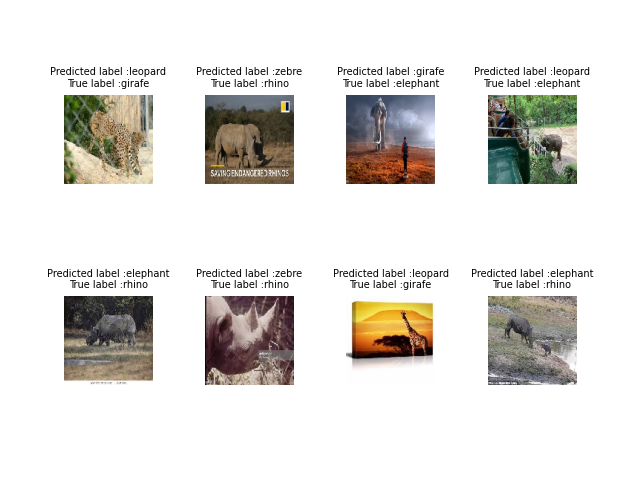 Predicted label :leopard
True label :girafe
Predicted label :zebre
True label :rhino
Predicted label :girafe
True label :elephant
Predicted label :leopard
True label :elephant
SAVING ENDANGERED RHINOS
Predicted label :elephant
True label :rhino
Predicted label :zebre
True label :rhino
Predicted label :leopard
True label :girafe
Predicted label :elephant
True label :rhino